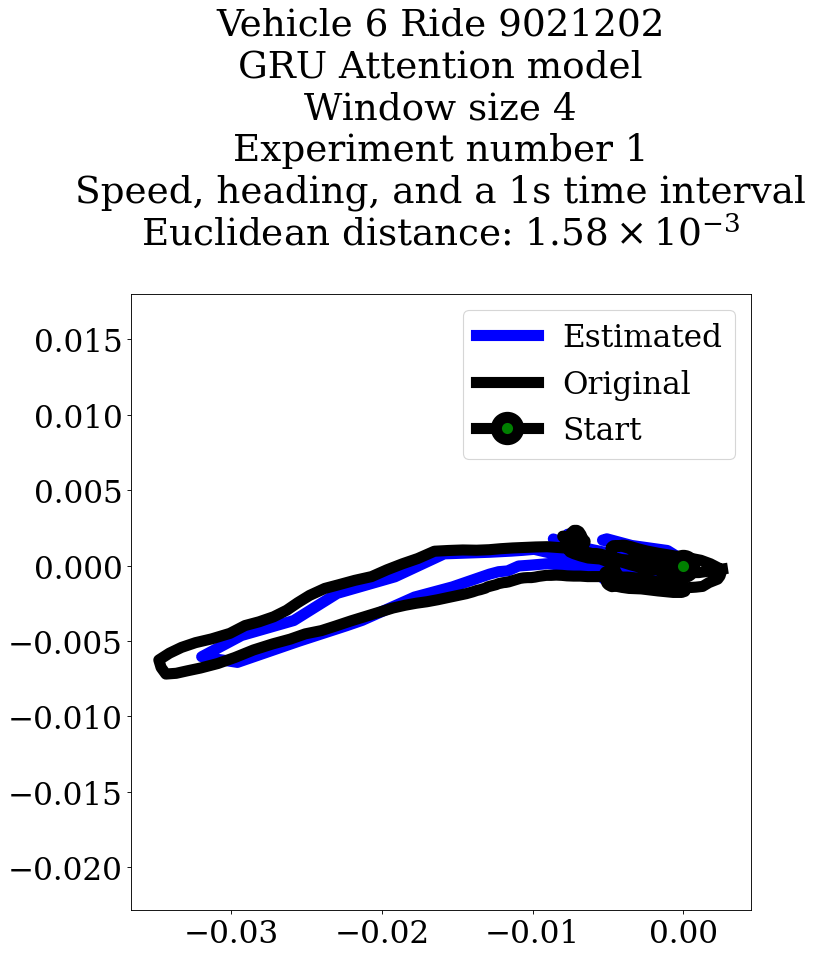 Vehicle 6 Ride 9021202
GRU Attention model
Window size 4
Experiment number 1
Speed, heading, and a 1s time interval
Euclidean distance: 1.58 × 10⁻³
Estimated
Original
Start
0.015
0.010
0.005
0.000
−0.005
−0.010
−0.015
−0.020
−0.03 −0.02 −0.01 0.00